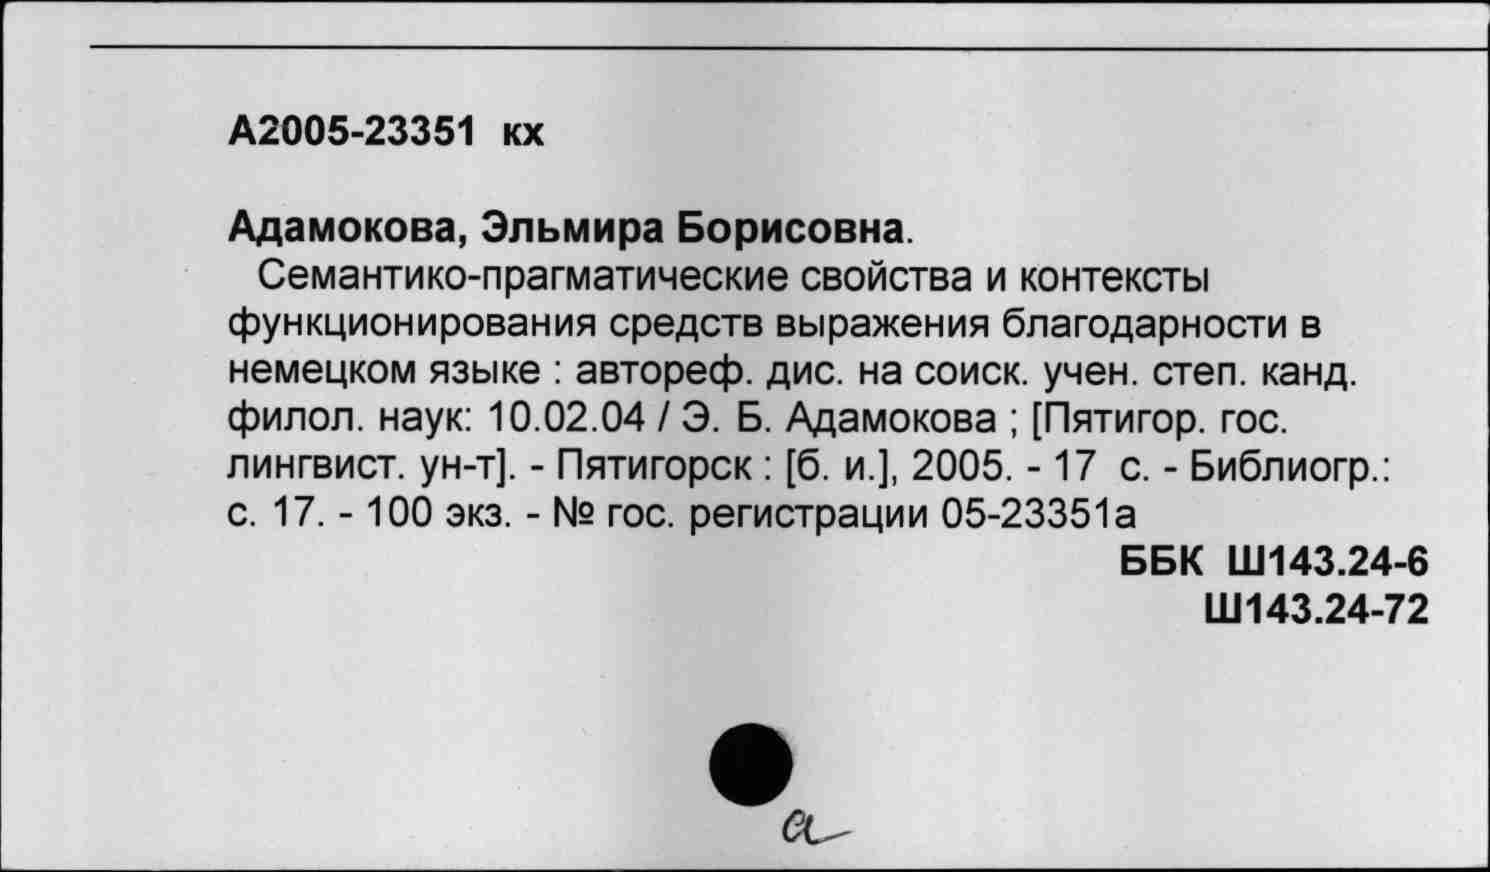 А2005-23351 кх
Адамокова, Эльмира Борисовна.
Семантико-прагматические свойства и контексты
функционирования средств выражения благодарности в
немецком языке : автореф. дис. на соиск. учен. степ. канд.
филол. наук: 10.02.04 / Э. Б. Адамокова ; [Пятигор. гос.
лингвист. ун-т]. - Пятигорск : [б. и.], 2005. - 17 с. - Библиогр.:
с. 17. - 100 экз. - № гос. регистрации 05-23351а
ББК Ш143.24-6
Ш143.24-72
а